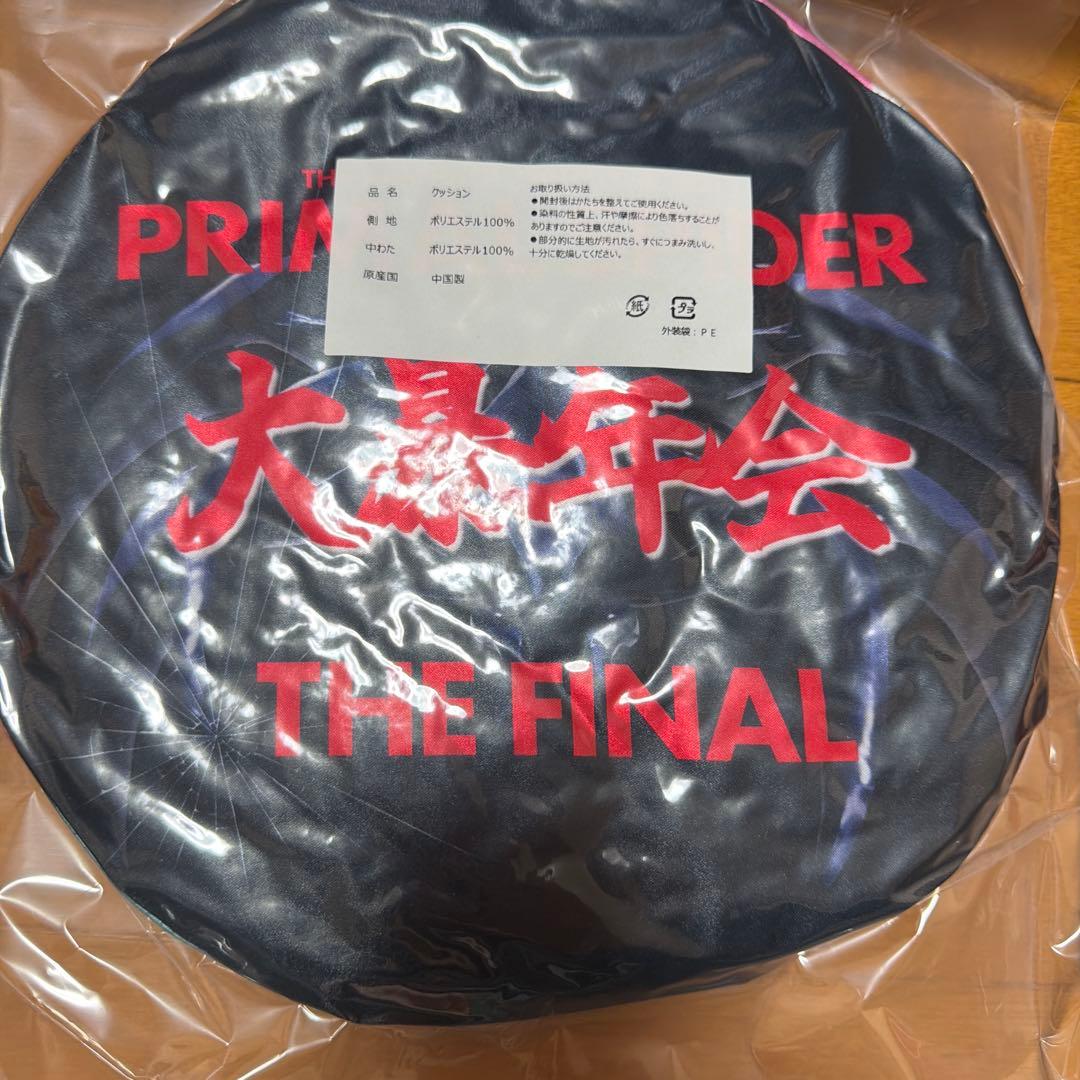 TH
PRIM
DER
品 名 クッション
側 地 ポリエステル100%
中わた ポリエステル100%
原産国 中国製
お取り扱い方法
●開封後はかたちを整えてご使用ください。
●染料の性質上、汗や摩擦により色落ちすることが
ありますのでご注意ください。
●部分的に生地が汚れたら、すぐにつまみ洗いし、
十分に乾燥してください。
紙 プラ
外装袋：PE
大暴年会
THE FINAL